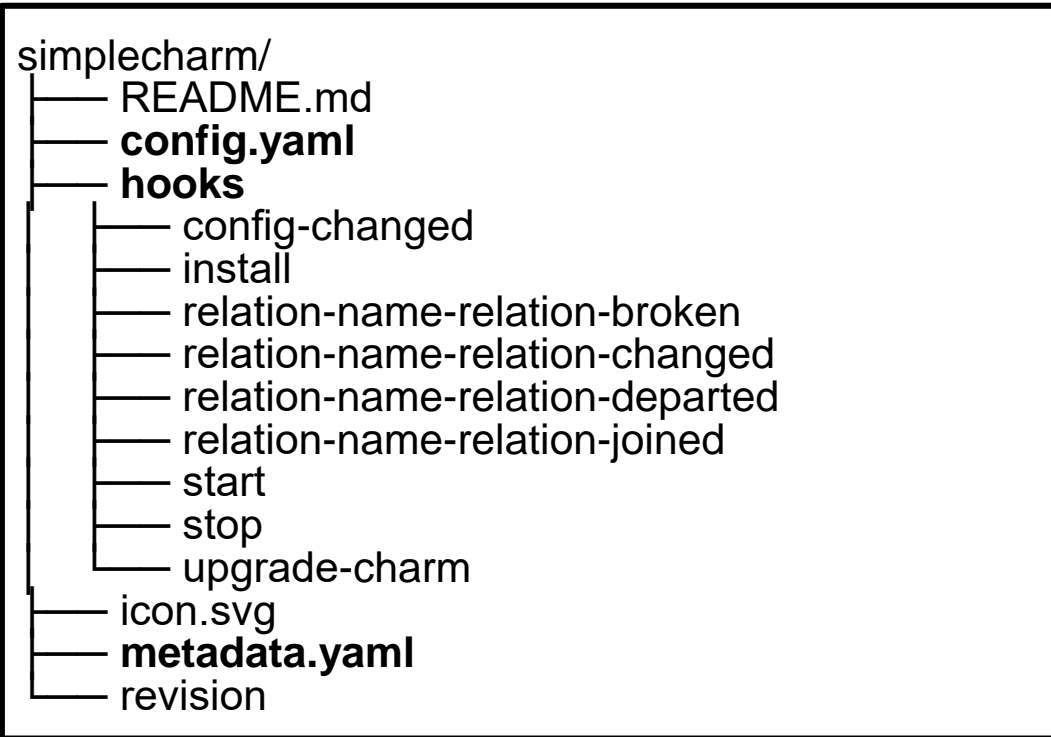 simplecharm/
README.md
config.yaml
hooks
config-changed
install
relation-name-relation-broken
relation-name-relation-changed
relation-name-relation-departed
relation-name-relation-joined
start
stop
upgrade-charm
icon.svg
metadata.yaml
revision